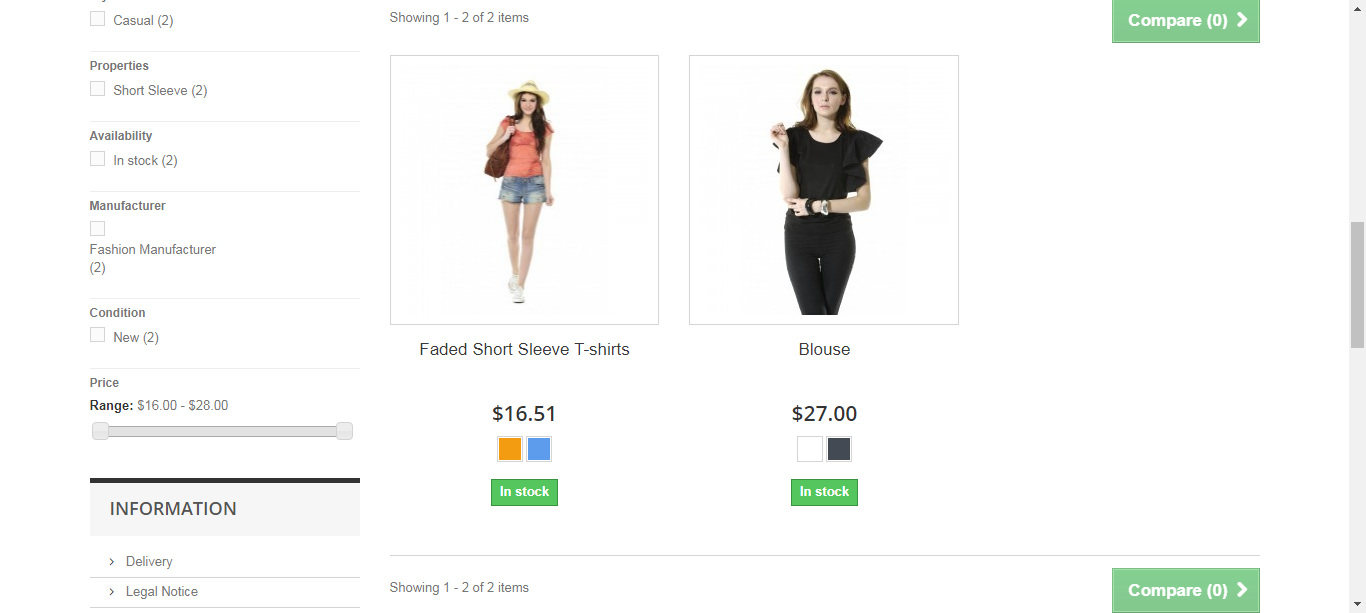 Casual (2)
Properties
Short Sleeve (2)
Availability
In stock (2)
Manufacturer
Fashion Manufacturer
(2)
Condition
New (2)
Price
Range: $16.00 - $28.00
INFORMATION
Delivery
Legal Notice
Showing 1 - 2 of 2 items
Compare (0)
Faded Short Sleeve T-shirts
$16.51
In stock
Blouse
$27.00
In stock
Showing 1 - 2 of 2 items
Compare (0)